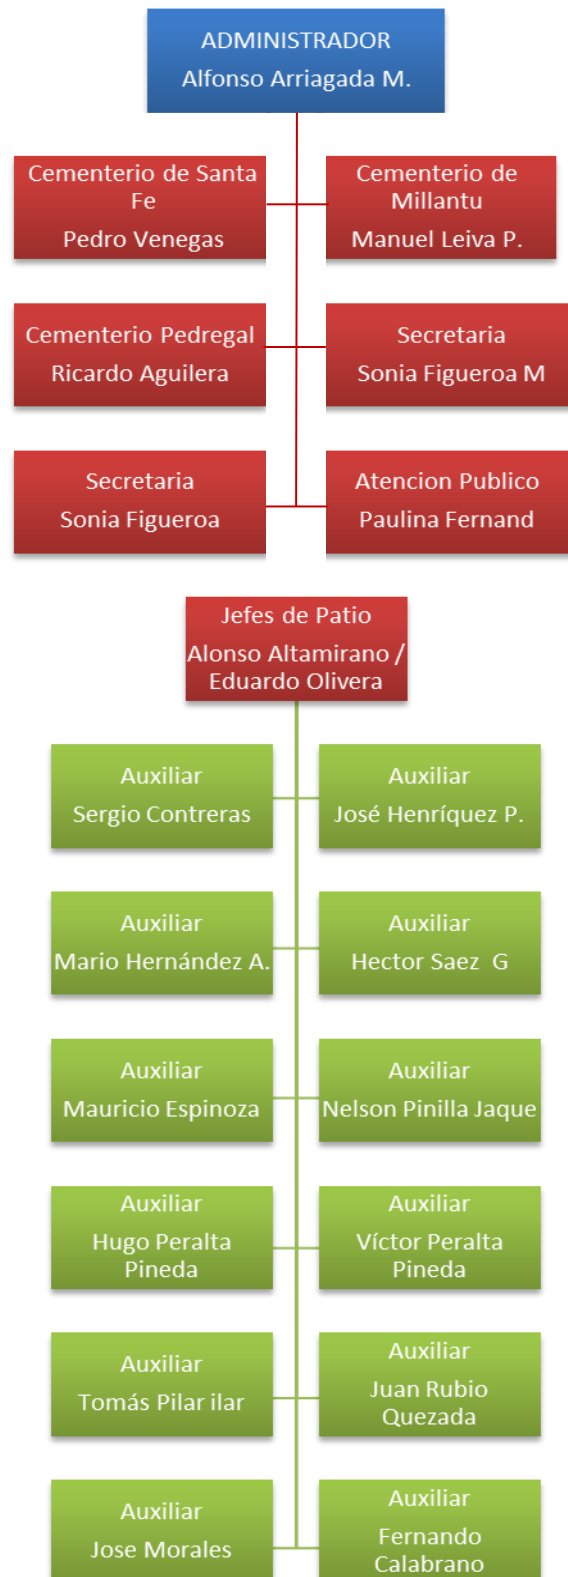 ADMINISTRADOR
Alfonso Arriagada M.
Cementerio de Santa
Fe
Pedro Venegas
Cementerio de
Millantu
Manuel Leiva P.
Cementerio Pedregal
Ricardo Aguilera
Secretaria
Sonia Figueroa M
Secretaria
Sonia Figueroa
Atencion Publico
Paulina Fernand
Jefes de Patio
Alonso Altamirano /
Eduardo Olivera
Auxiliar
Sergio Contreras
Auxiliar
José Henríquez P.
Auxiliar
Mario Hernández A.
Auxiliar
Hector Saez G
Auxiliar
Mauricio Espinoza
Auxiliar
Nelson Pinilla Jaque
Auxiliar
Hugo Peralta
Pineda
Auxiliar
Víctor Peralta
Pineda
Auxiliar
Tomás Pilar ilar
Auxiliar
Juan Rubio
Quezada
Auxiliar
Jose Morales
Auxiliar
Fernando
Calabrano